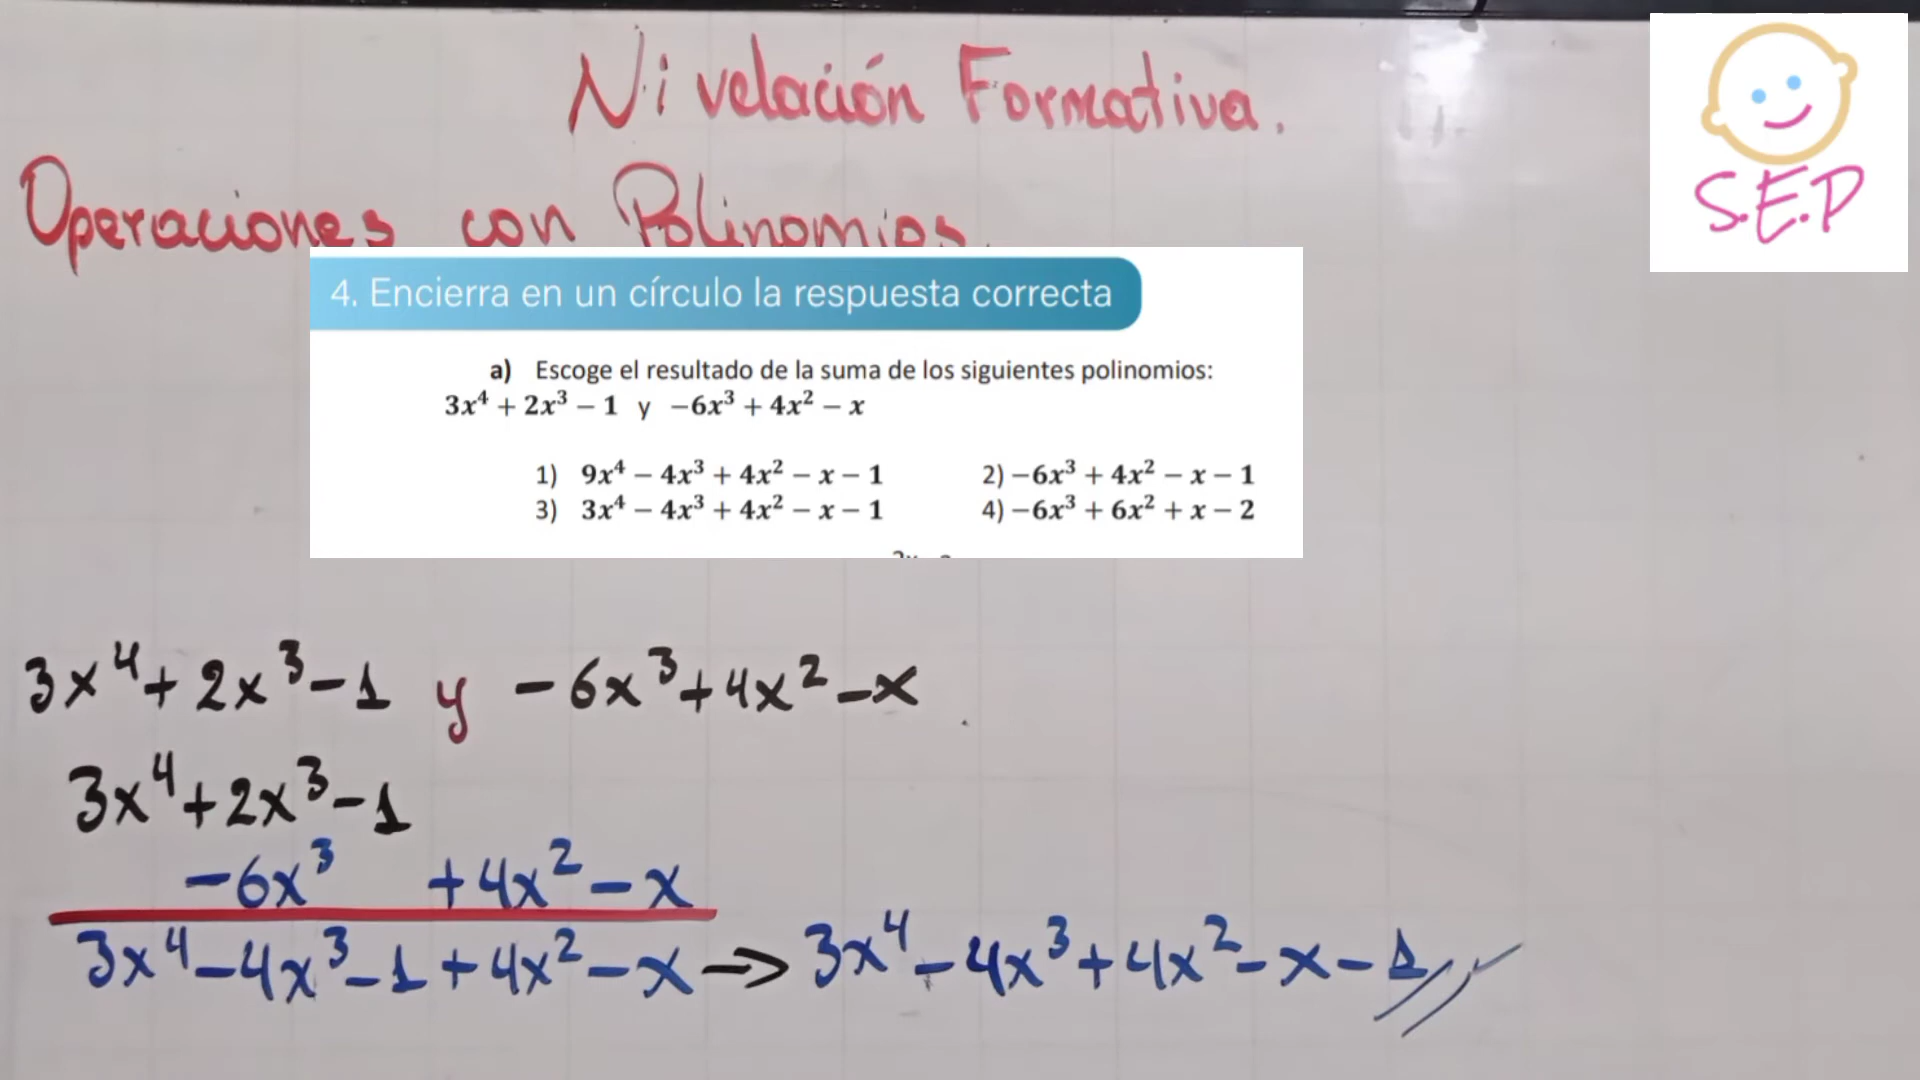 Nivelación Formativa.
S.E.P
Operaciones con Polinomios.
4. Encierra en un círculo la respuesta correcta
a) Escoge el resultado de la suma de los siguientes polinomios:
3x⁴ + 2x³ − 1 y −6x³ + 4x² − x
1) 9x⁴ − 4x³ + 4x² − x − 1 2) −6x³ + 4x² − x − 1
3) 3x⁴ − 4x³ + 4x² − x − 1 4) −6x³ + 6x² + x − 2
3x⁴+2x³−1 y −6x³+4x²−x
3x⁴+2x³−1
−6x³ +4x²−x
3x⁴−4x³−1+4x²−x → 3x⁴−4x³+4x²−x−1